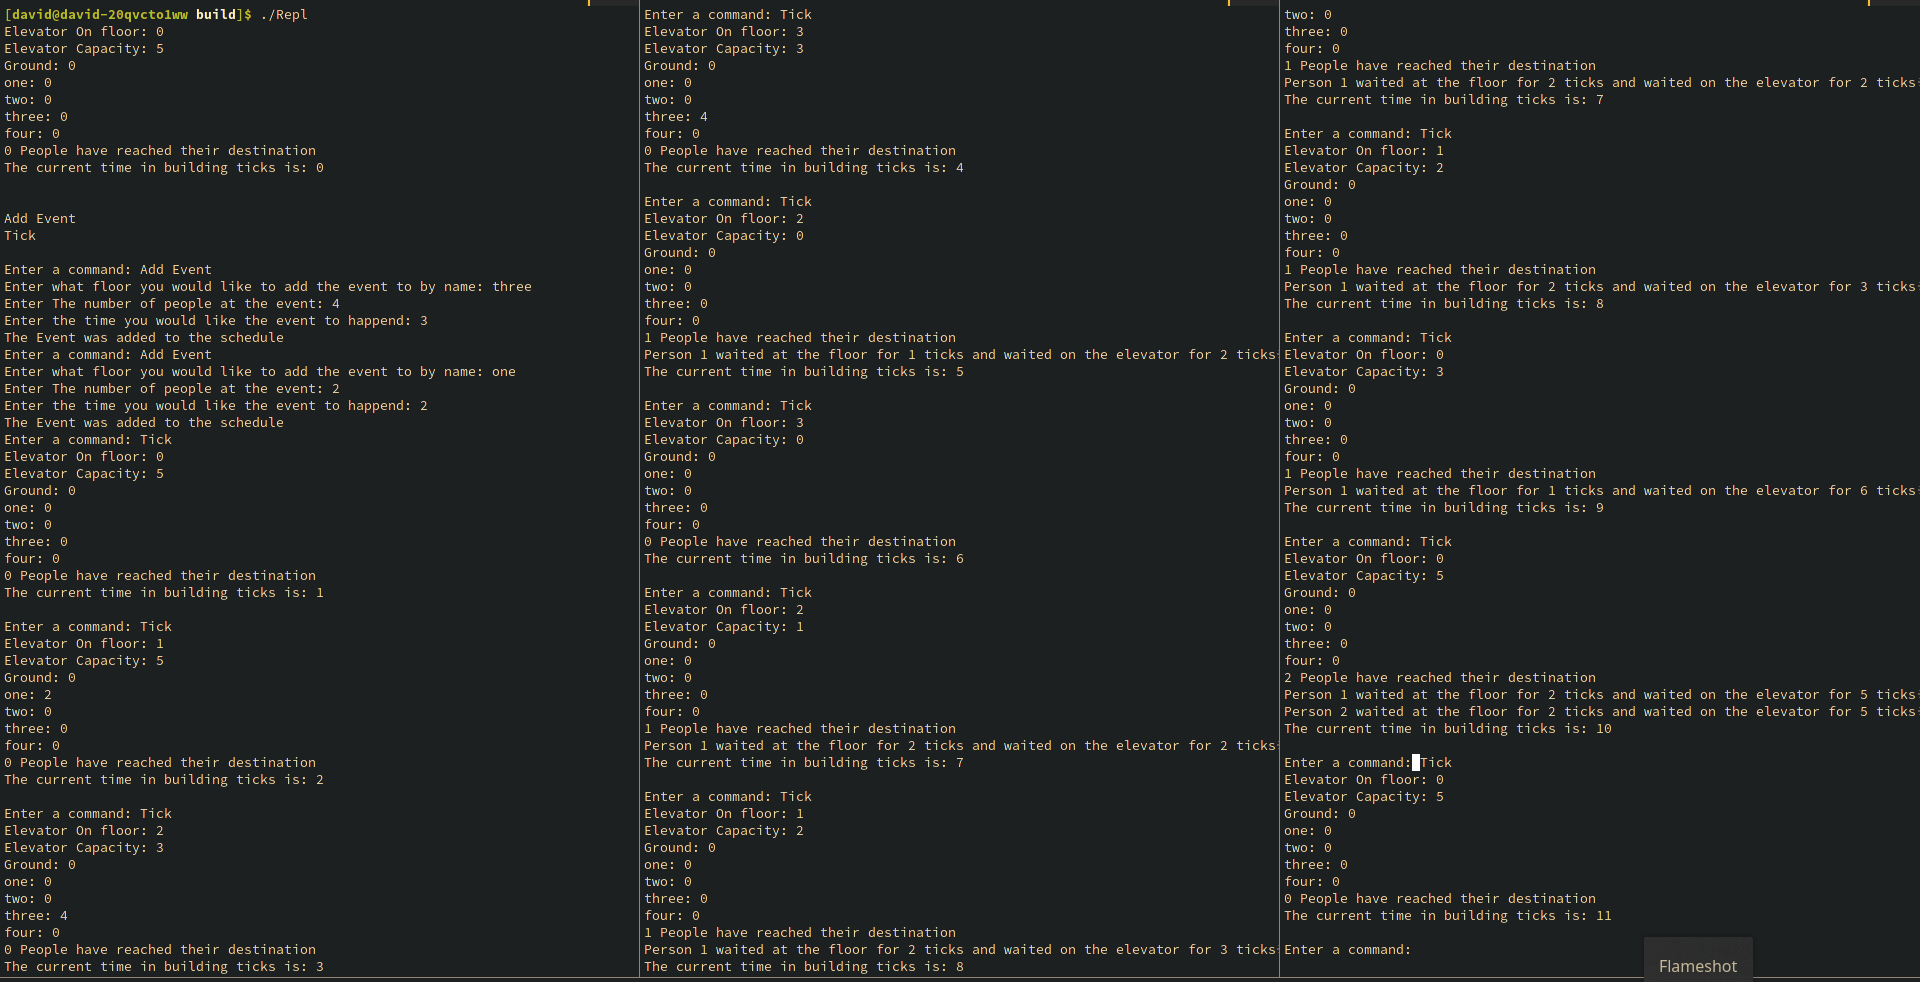 [david@david-20qvcto1ww build]$ ./Repl
Elevator On floor: 0
Elevator Capacity: 5
Ground: 0
one: 0
two: 0
three: 0
four: 0
0 People have reached their destination
The current time in building ticks is: 0
Add Event
Tick
Enter a command: Add Event
Enter what floor you would like to add the event to by name: three
Enter The number of people at the event: 4
Enter the time you would like the event to happend: 3
The Event was added to the schedule
Enter a command: Add Event
Enter what floor you would like to add the event to by name: one
Enter The number of people at the event: 2
Enter the time you would like the event to happend: 2
The Event was added to the schedule
Enter a command: Tick
Elevator On floor: 0
Elevator Capacity: 5
Ground: 0
one: 0
two: 0
three: 0
four: 0
0 People have reached their destination
The current time in building ticks is: 1
Enter a command: Tick
Elevator On floor: 1
Elevator Capacity: 5
Ground: 0
one: 2
two: 0
three: 0
four: 0
0 People have reached their destination
The current time in building ticks is: 2
Enter a command: Tick
Elevator On floor: 2
Elevator Capacity: 3
Ground: 0
one: 0
two: 0
three: 4
four: 0
0 People have reached their destination
The current time in building ticks is: 3
Enter a command: Tick
Elevator On floor: 3
Elevator Capacity: 3
Ground: 0
one: 0
two: 0
three: 4
four: 0
0 People have reached their destination
The current time in building ticks is: 4
Enter a command: Tick
Elevator On floor: 2
Elevator Capacity: 0
Ground: 0
one: 0
two: 0
three: 0
four: 0
1 People have reached their destination
Person 1 waited at the floor for 1 ticks and waited on the elevator for 2 ticks
The current time in building ticks is: 5
Enter a command: Tick
Elevator On floor: 3
Elevator Capacity: 0
Ground: 0
one: 0
two: 0
three: 0
four: 0
0 People have reached their destination
The current time in building ticks is: 6
Enter a command: Tick
Elevator On floor: 2
Elevator Capacity: 1
Ground: 0
one: 0
two: 0
three: 0
four: 0
1 People have reached their destination
Person 1 waited at the floor for 2 ticks and waited on the elevator for 2 ticks
The current time in building ticks is: 7
Enter a command: Tick
Elevator On floor: 1
Elevator Capacity: 2
Ground: 0
one: 0
two: 0
three: 0
four: 0
1 People have reached their destination
Person 1 waited at the floor for 2 ticks and waited on the elevator for 3 ticks
The current time in building ticks is: 8
two: 0
three: 0
four: 0
1 People have reached their destination
Person 1 waited at the floor for 2 ticks and waited on the elevator for 2 ticks
The current time in building ticks is: 7
Enter a command: Tick
Elevator On floor: 1
Elevator Capacity: 2
Ground: 0
one: 0
two: 0
three: 0
four: 0
1 People have reached their destination
Person 1 waited at the floor for 2 ticks and waited on the elevator for 3 ticks
The current time in building ticks is: 8
Enter a command: Tick
Elevator On floor: 0
Elevator Capacity: 3
Ground: 0
one: 0
two: 0
three: 0
four: 0
1 People have reached their destination
Person 1 waited at the floor for 1 ticks and waited on the elevator for 6 ticks
The current time in building ticks is: 9
Enter a command: Tick
Elevator On floor: 0
Elevator Capacity: 5
Ground: 0
one: 0
two: 0
three: 0
four: 0
2 People have reached their destination
Person 1 waited at the floor for 2 ticks and waited on the elevator for 5 ticks
Person 2 waited at the floor for 2 ticks and waited on the elevator for 5 ticks
The current time in building ticks is: 10
Enter a command: Tick
Elevator On floor: 0
Elevator Capacity: 5
Ground: 0
one: 0
two: 0
three: 0
four: 0
0 People have reached their destination
The current time in building ticks is: 11
Enter a command:
Flameshot